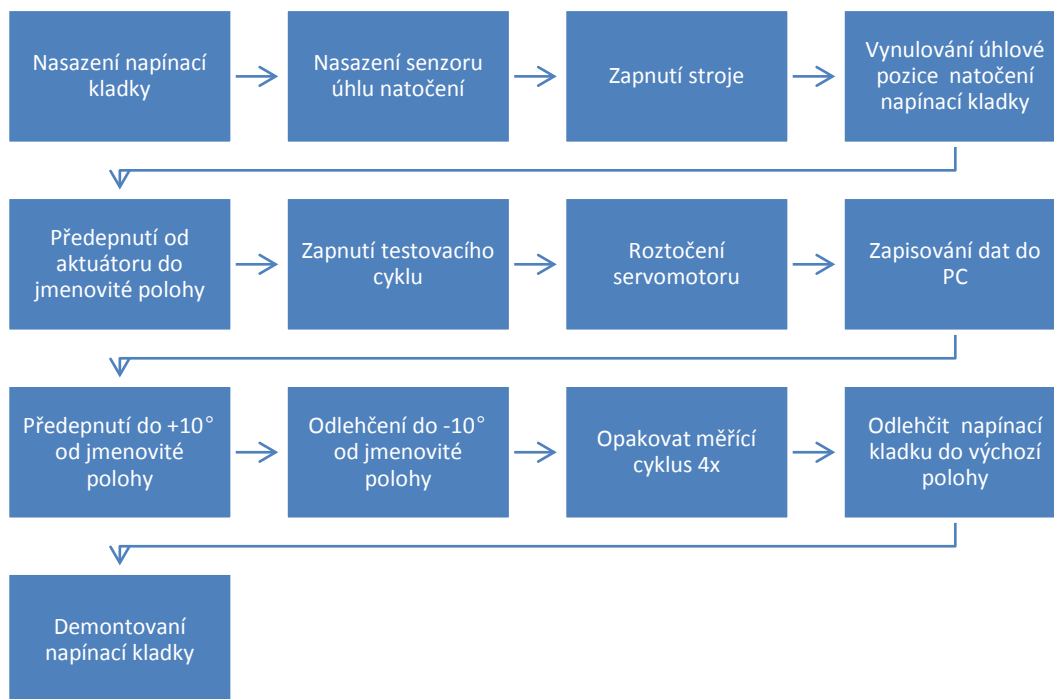 Nasazení napínací
kladky
Nasazení senzoru
úhlu natočení
Zapnutí stroje
Vynulování úhlové
pozice natočení
napínací kladky
Předepnutí od
aktuátoru do
jmenovité polohy
Zapnutí testovacího
cyklu
Roztočení
servomotoru
Zapisování dat do
PC
Předepnutí do +10°
od jmenovité
polohy
Odlehčení do -10°
od jmenovité
polohy
Opakovat měřící
cyklus 4x
Odlehčit napínací
kladku do výchozí
polohy
Demontovaní
napínací kladky